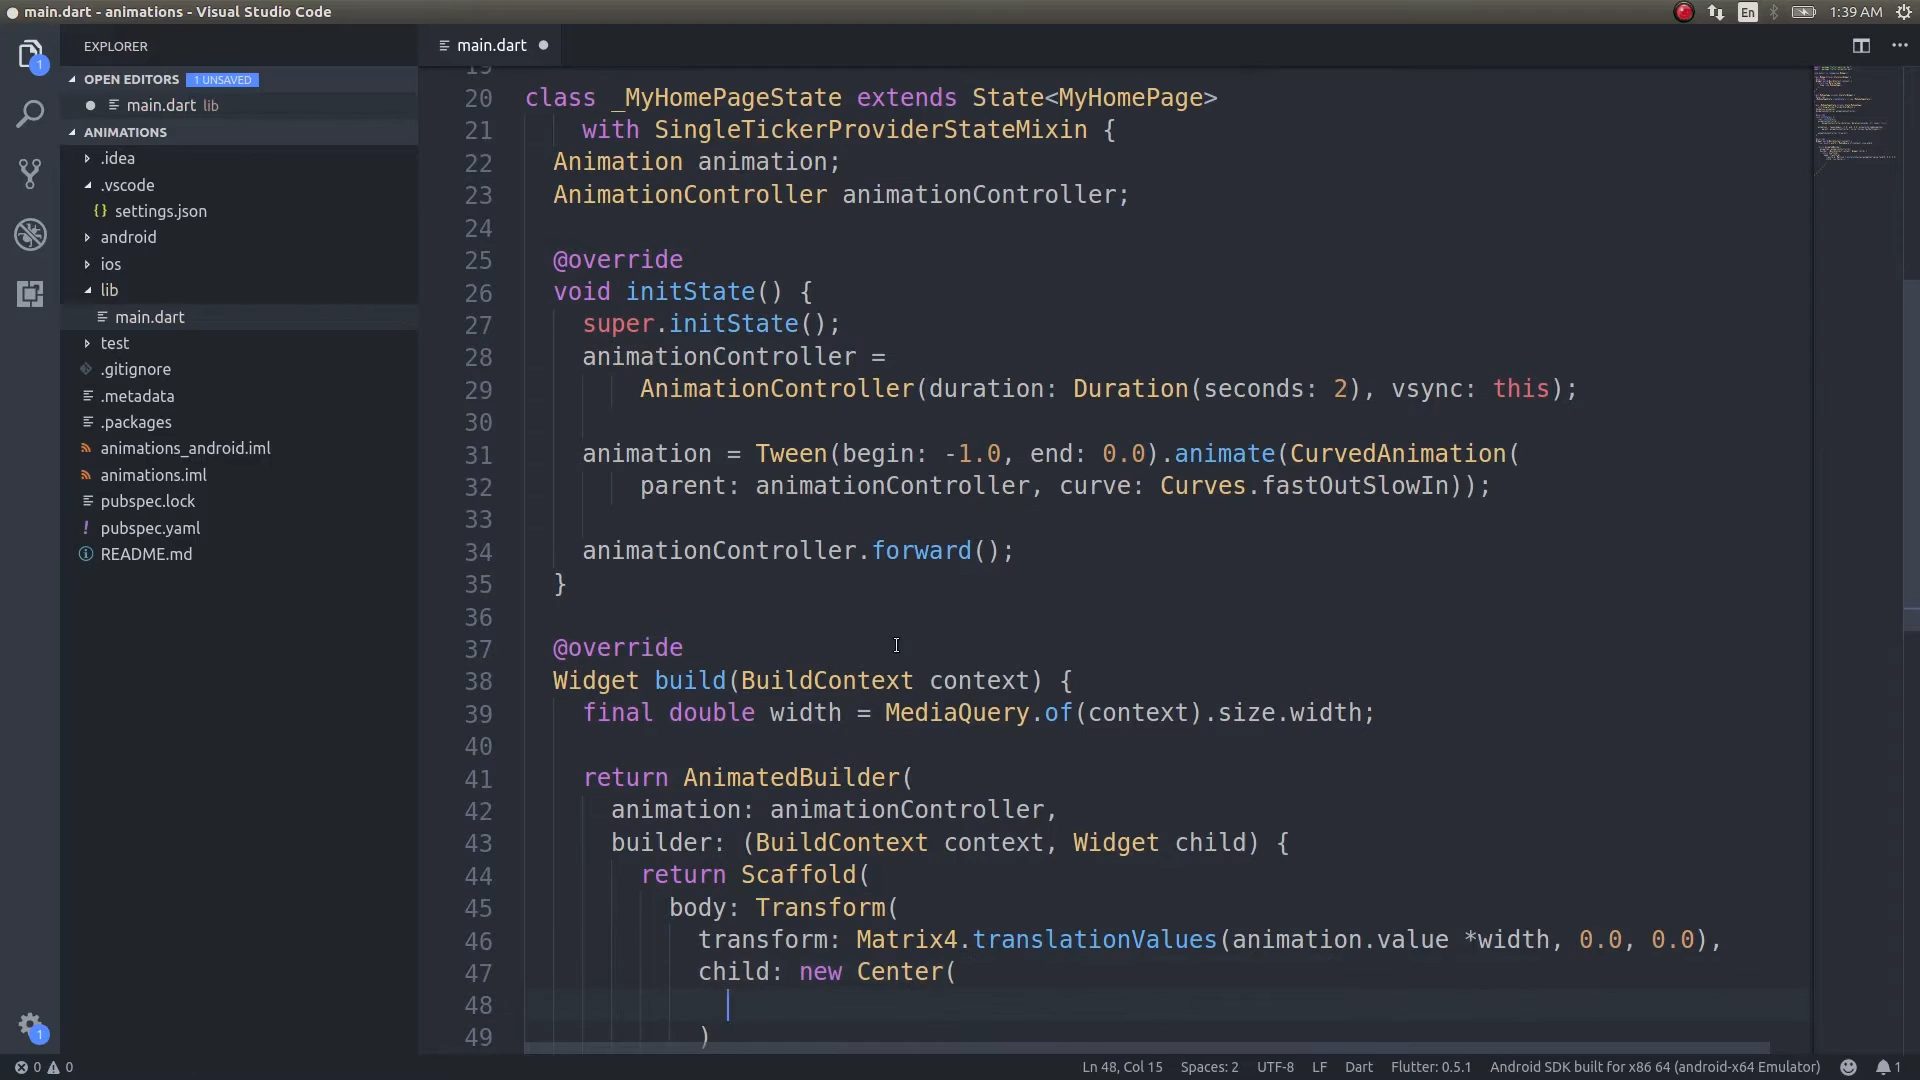 main.dart - animations - Visual Studio Code
En
1:39 AM
EXPLORER
OPEN EDITORS 1 UNSAVED
main.dart lib
ANIMATIONS
.idea
.vscode
{} settings.json
android
ios
lib
main.dart
test
.gitignore
.metadata
.packages
animations_android.iml
animations.iml
pubspec.lock
! pubspec.yaml
README.md
1
1
main.dart
20 class _MyHomePageState extends State<MyHomePage>
21 with SingleTickerProviderStateMixin {
22 Animation animation;
23 AnimationController animationController;
24
25 @override
26 void initState() {
27 super.initState();
28 animationController =
29 AnimationController(duration: Duration(seconds: 2), vsync: this);
30
31 animation = Tween(begin: -1.0, end: 0.0).animate(CurvedAnimation(
32 parent: animationController, curve: Curves.fastOutSlowIn));
33
34 animationController.forward();
35 }
36
37 @override
38 Widget build(BuildContext context) {
39 final double width = MediaQuery.of(context).size.width;
40
41 return AnimatedBuilder(
42 animation: animationController,
43 builder: (BuildContext context, Widget child) {
44 return Scaffold(
45 body: Transform(
46 transform: Matrix4.translationValues(animation.value *width, 0.0, 0.0),
47 child: new Center(
48
49 )
0 0
Ln 48, Col 15
Spaces: 2
UTF-8
LF
Dart
Flutter: 0.5.1
Android SDK built for x86 64 (android-x64 Emulator)
1